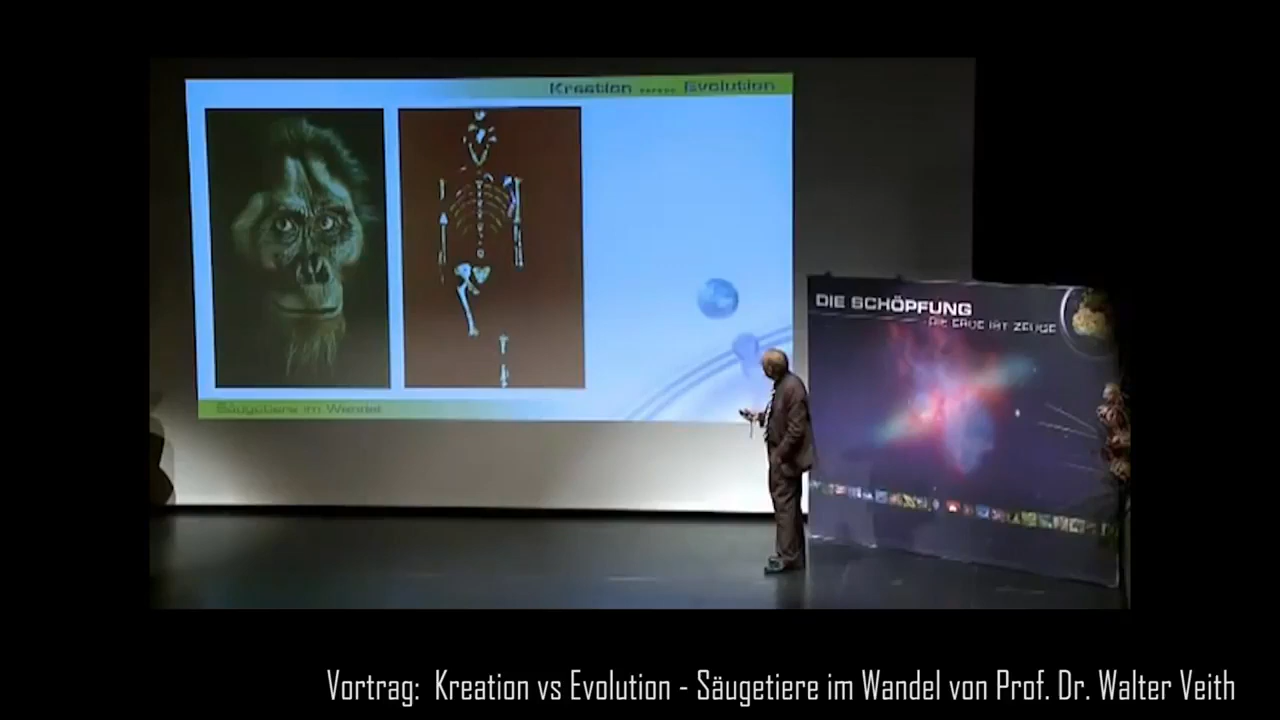 Kreation ...... Evolution
Säugetiere im Wandel
DIE SCHÖPFUNG
DIE ERDE IST ZEUGE
Vortrag: Kreation vs Evolution - Säugetiere im Wandel von Prof. Dr. Walter Veith